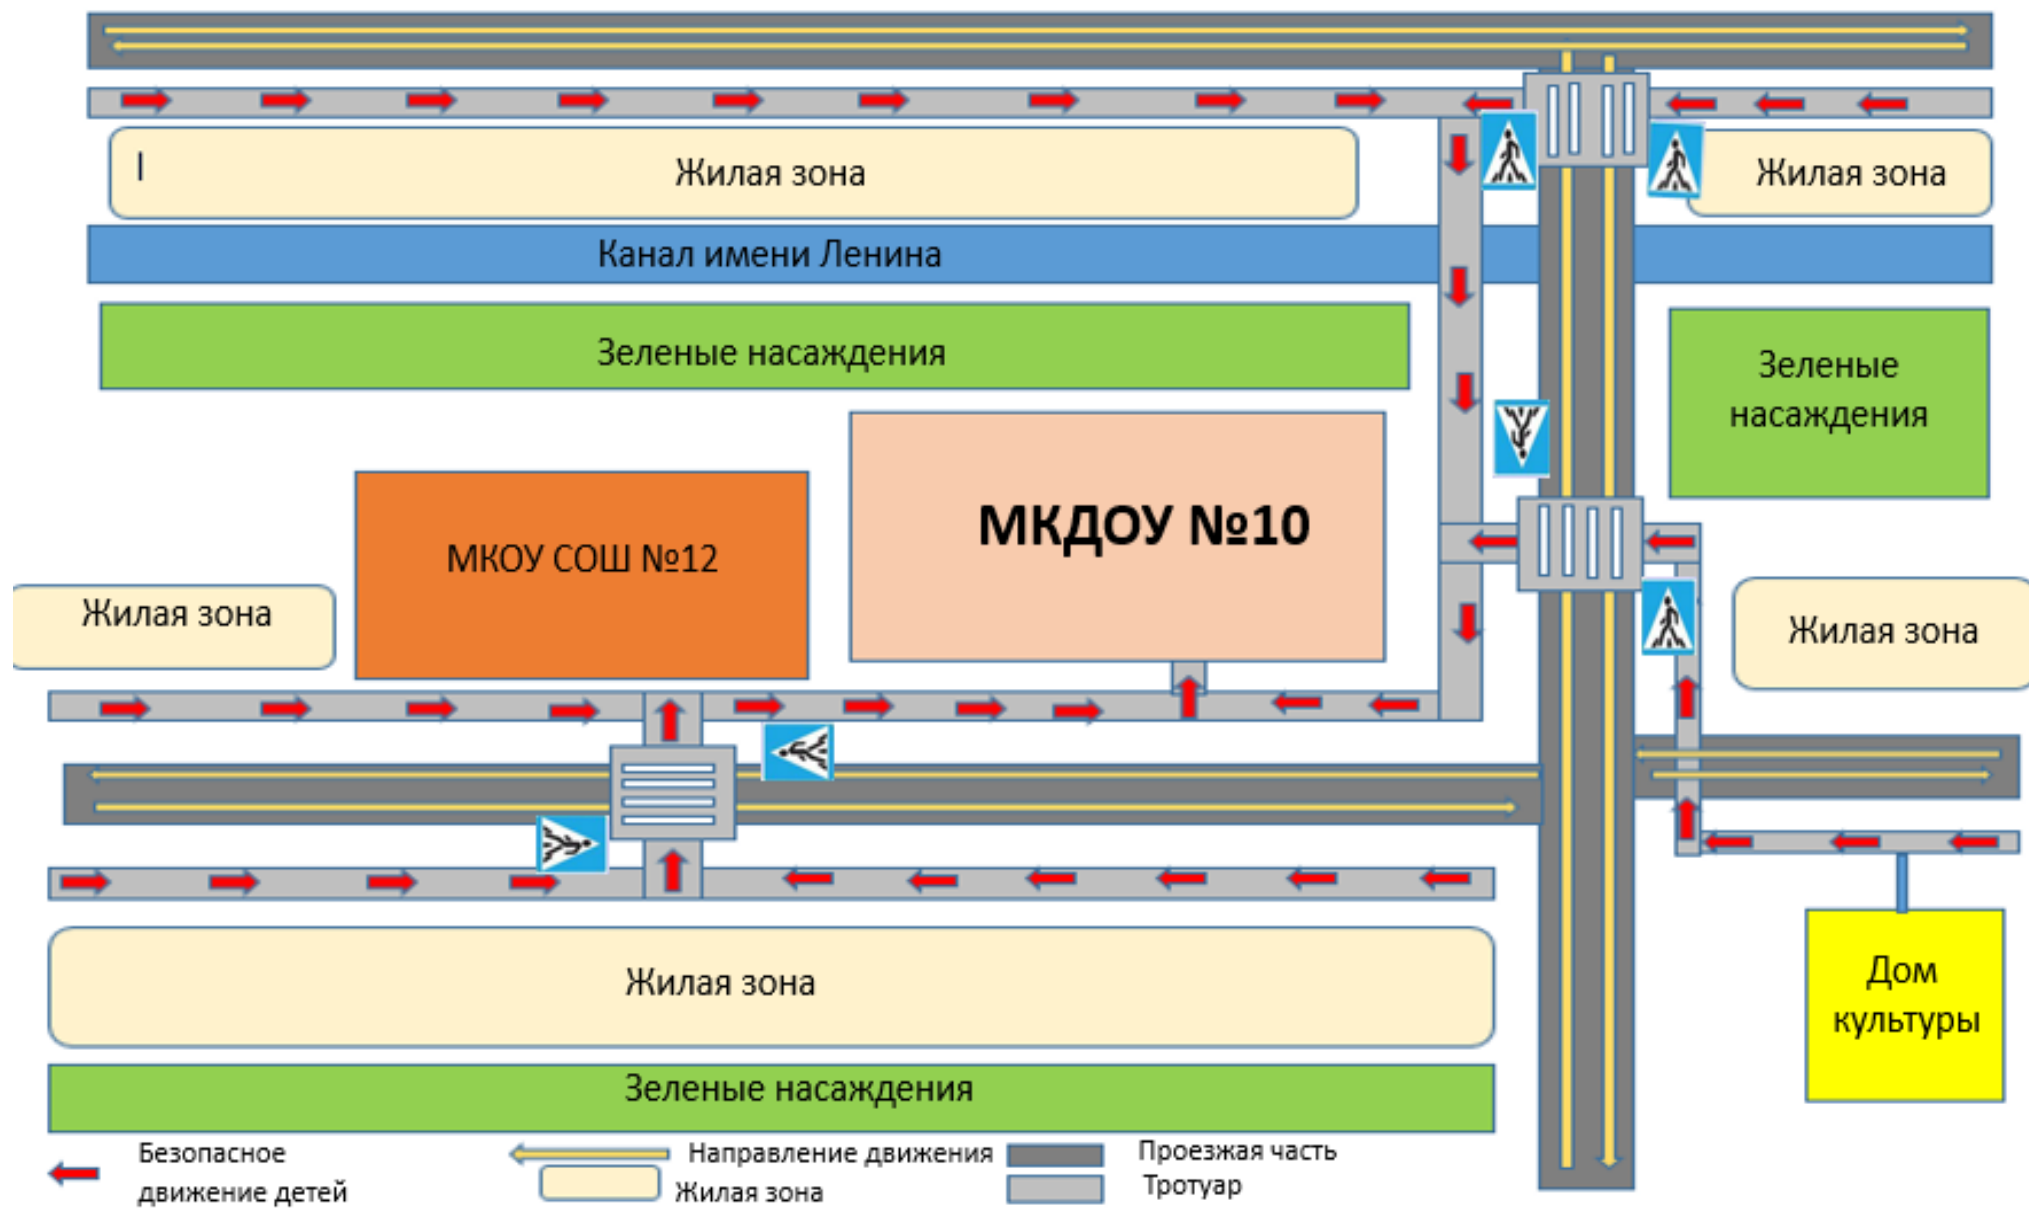 Жилая зона
Жилая зона
Канал имени Ленина
Зеленые насаждения
Зеленые
насаждения
МКДОУ №10
МКОУ СОШ №12
Жилая зона
Жилая зона
Жилая зона
Дом
культуры
Зеленые насаждения
Безопасное
движение детей
Направление движения
Жилая зона
Проезжая часть
Тротуар